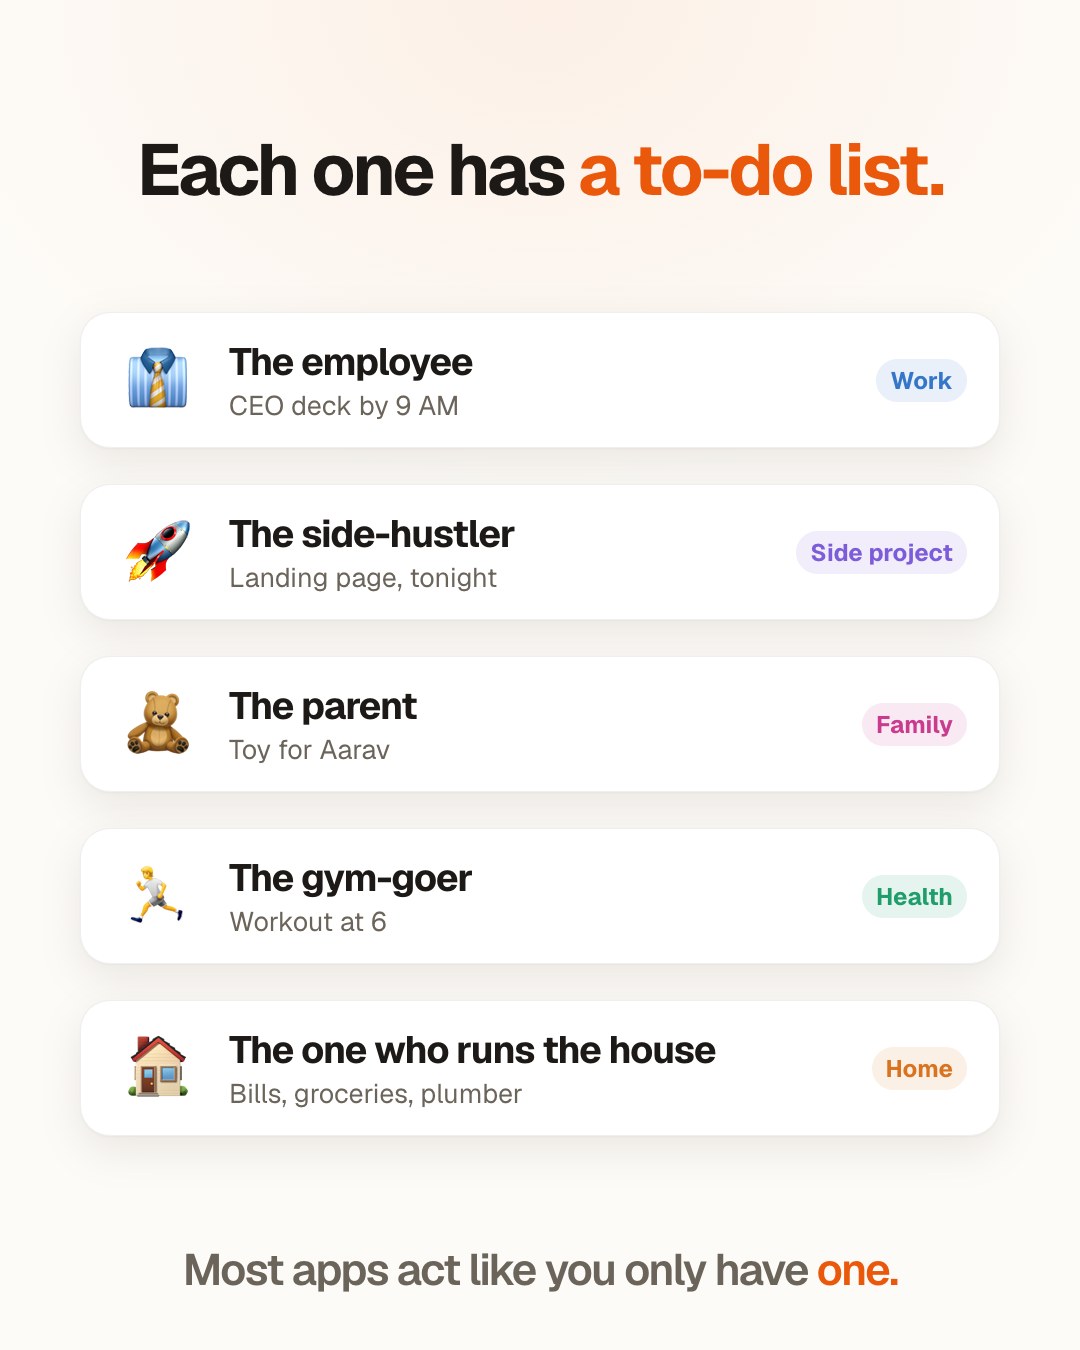 Each one has a to-do list.
The employee
CEO deck by 9 AM
Work
The side-hustler
Landing page, tonight
Side project
The parent
Toy for Aarav
Family
The gym-goer
Workout at 6
Health
The one who runs the house
Bills, groceries, plumber
Home
Most apps act like you only have one.